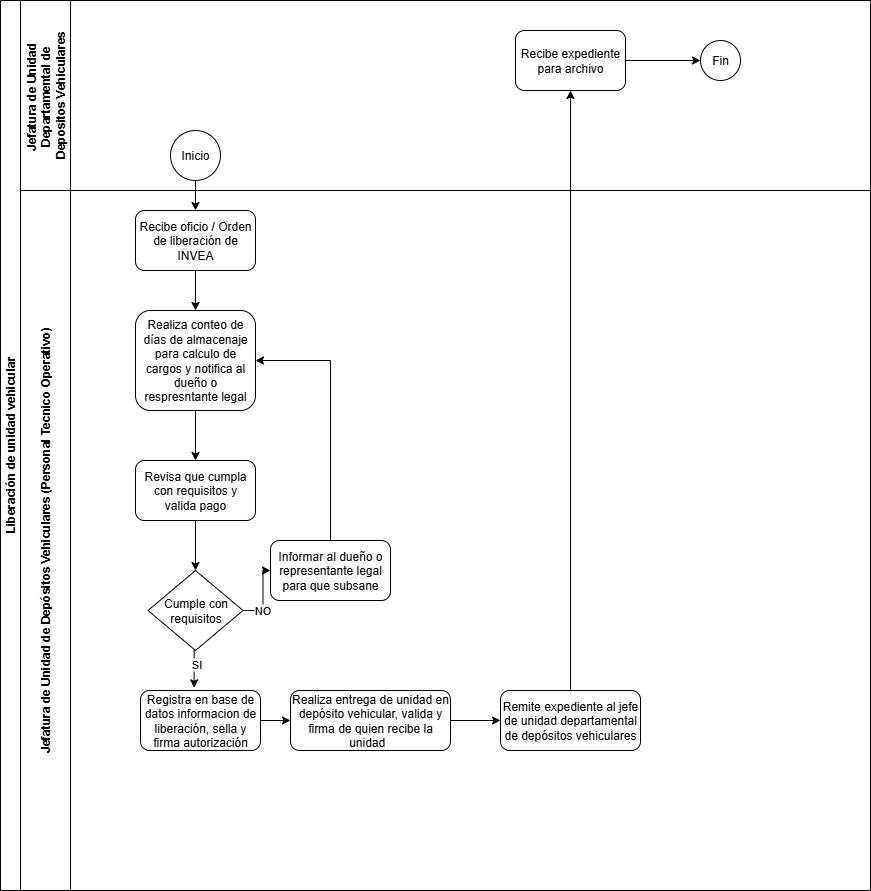 Liberación de unidad vehicular
Jefatura de Unidad
Departamental de
Depositos Vehiculares
Recibe expediente
para archivo
Fin
Inicio
Jefatura de Unidad de Depósitos Vehiculares (Personal Tecnico Operativo)
Recibe oficio / Orden
de liberación de
INVEA
Realiza conteo de
días de almacenaje
para calculo de
cargos y notifica al
dueño o
respresntante legal
Revisa que cumpla
con requisitos y
valida pago
Informar al dueño o
representante legal
para que subsane
Cumple con
requisitos
NO
SI
Registra en base de
datos informacion de
liberación, sella y
firma autorización
Realiza entrega de unidad en
depósito vehicular, valida y
firma de quien recibe la
unidad
Remite expediente al jefe
de unidad departamental
de depósitos vehiculares